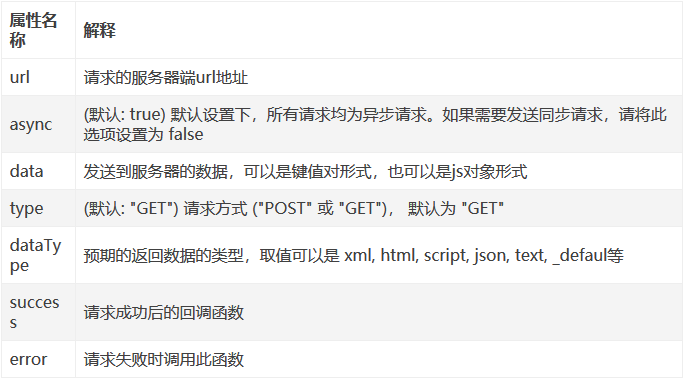 属性名
称
解释
url
请求的服务器端url地址
async
(默认: true) 默认设置下，所有请求均为异步请求。如果需要发送同步请求，请将此
选项设置为 false
data
发送到服务器的数据，可以是键值对形式，也可以是js对象形式
type
(默认: "GET") 请求方式 ("POST" 或 "GET")， 默认为 "GET"
dataTy
pe
预期的返回数据的类型，取值可以是 xml, html, script, json, text, _defaul等
succes
s
请求成功后的回调函数
error
请求失败时调用此函数